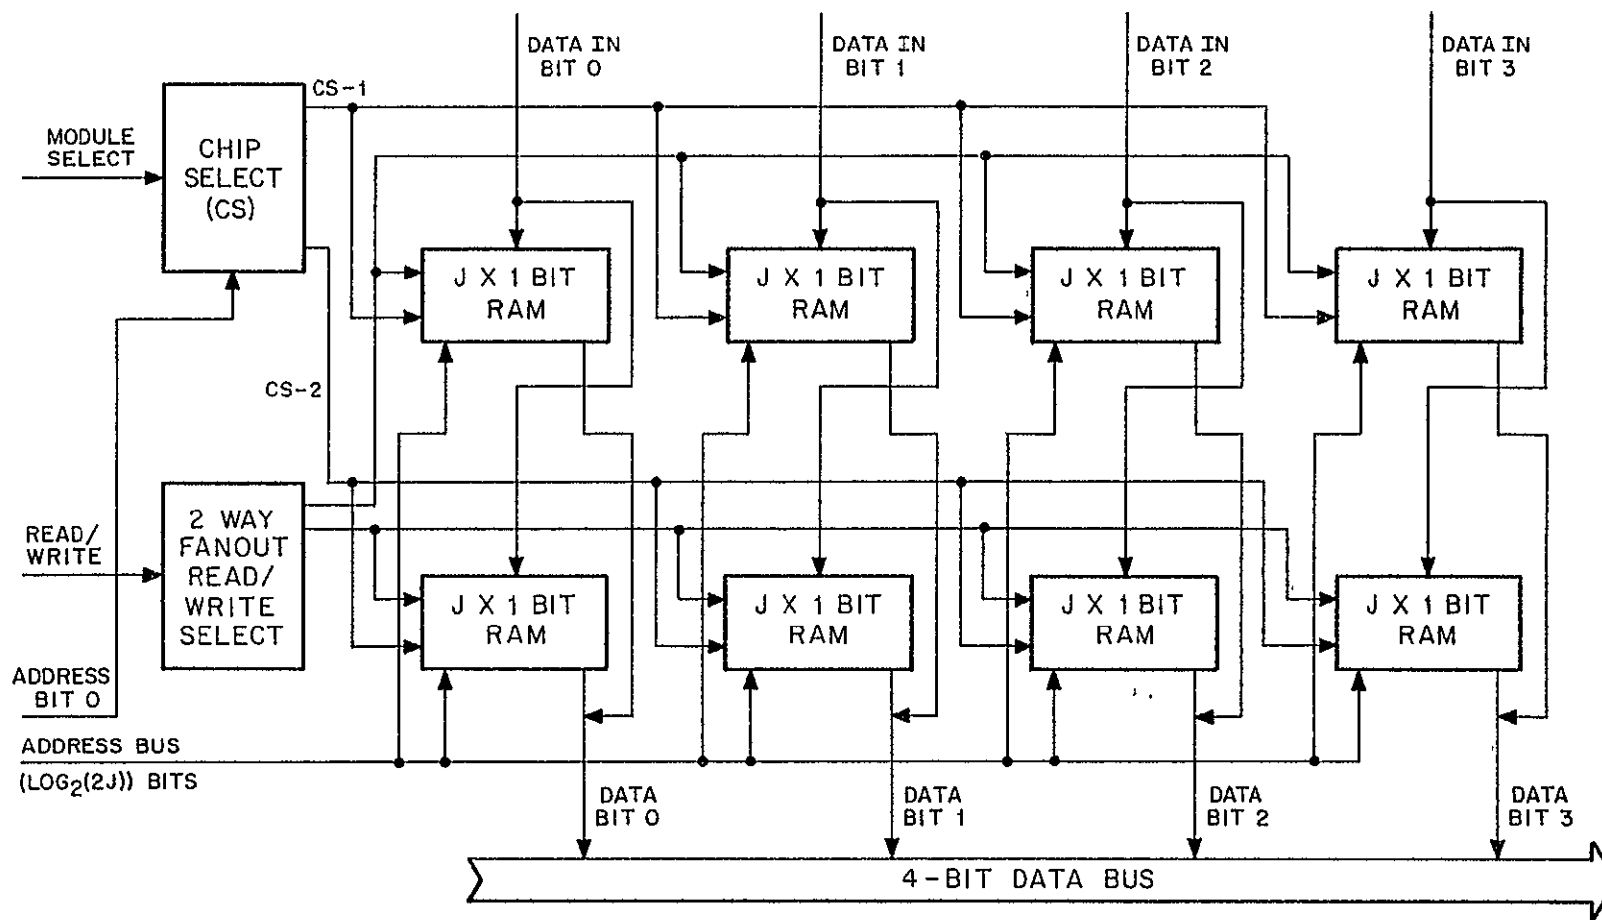 DATA IN
BIT 0
DATA IN
BIT 1
DATA IN
BIT 2
DATA IN
BIT 3
CS-1
MODULE
SELECT
CHIP
SELECT
(CS)
J X 1 BIT
RAM
J X 1 BIT
RAM
J X 1 BIT
RAM
J X 1 BIT
RAM
CS-2
READ/
WRITE
2 WAY
FANOUT
READ/
WRITE
SELECT
J X 1 BIT
RAM
J X 1 BIT
RAM
J X 1 BIT
RAM
J X 1 BIT
RAM
ADDRESS
BIT 0
ADDRESS BUS
(LOG₂(2J)) BITS
DATA
BIT 0
DATA
BIT 1
DATA
BIT 2
DATA
BIT 3
4-BIT DATA BUS